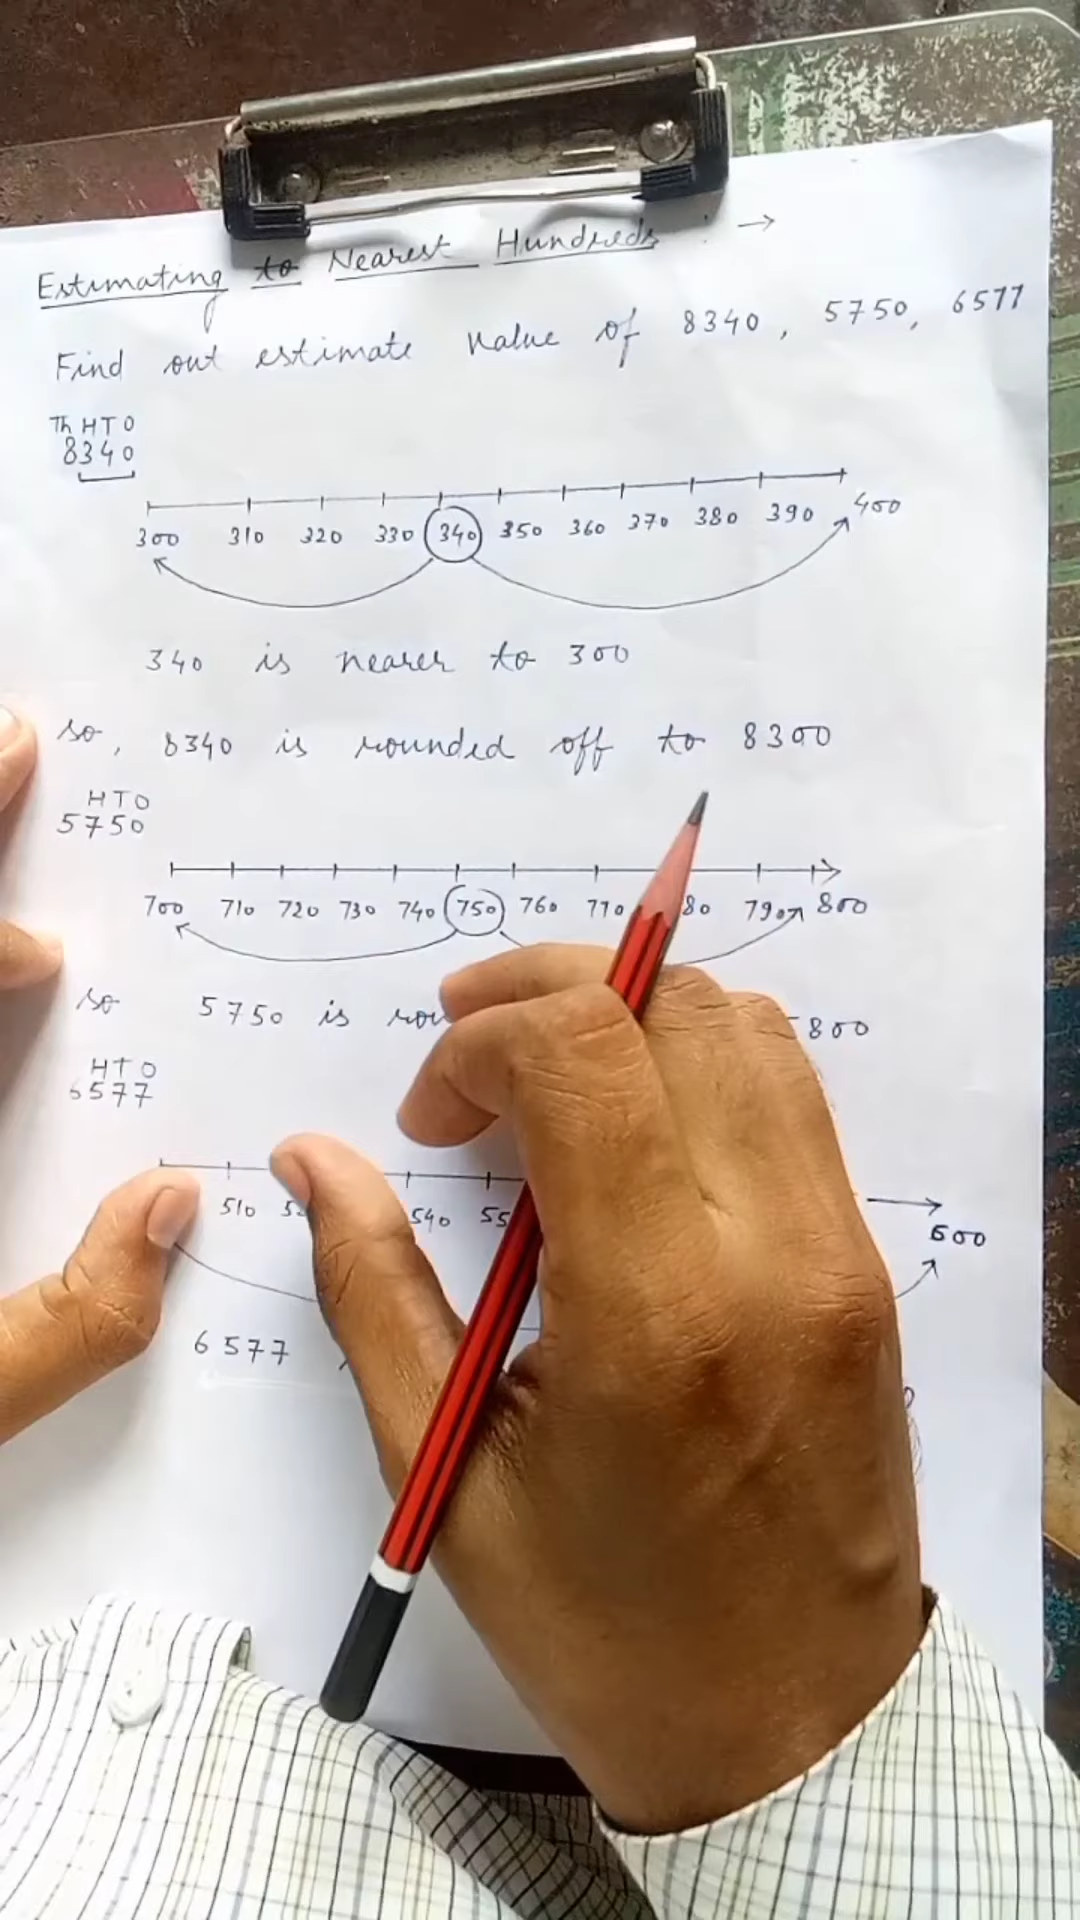 Estimating to Nearest Hundreds : →
Find out estimate value of 8340, 5750, 6577
Th H T O
8340
300 310 320 330 340 350 360 370 380 390 400
340 is nearer to 300
so, 8340 is rounded off to 8300
H T O
5750
700 710 720 730 740 750 760 770 80 790 800
so 5750 is rou 800
H T O
6577
510 540 55 600
6577